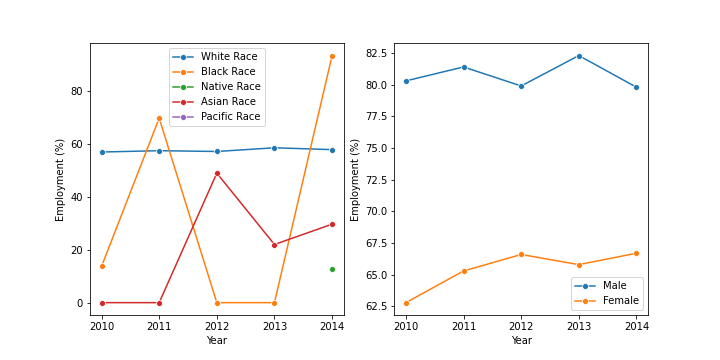 White Race
Black Race
Native Race
Asian Race
Pacific Race
80
60
40
20
0
Employment (%)
2010 2011 2012 2013 2014
Year
82.5
80.0
77.5
75.0
72.5
70.0
67.5
65.0
62.5
Employment (%)
Male
Female
2010 2011 2012 2013 2014
Year